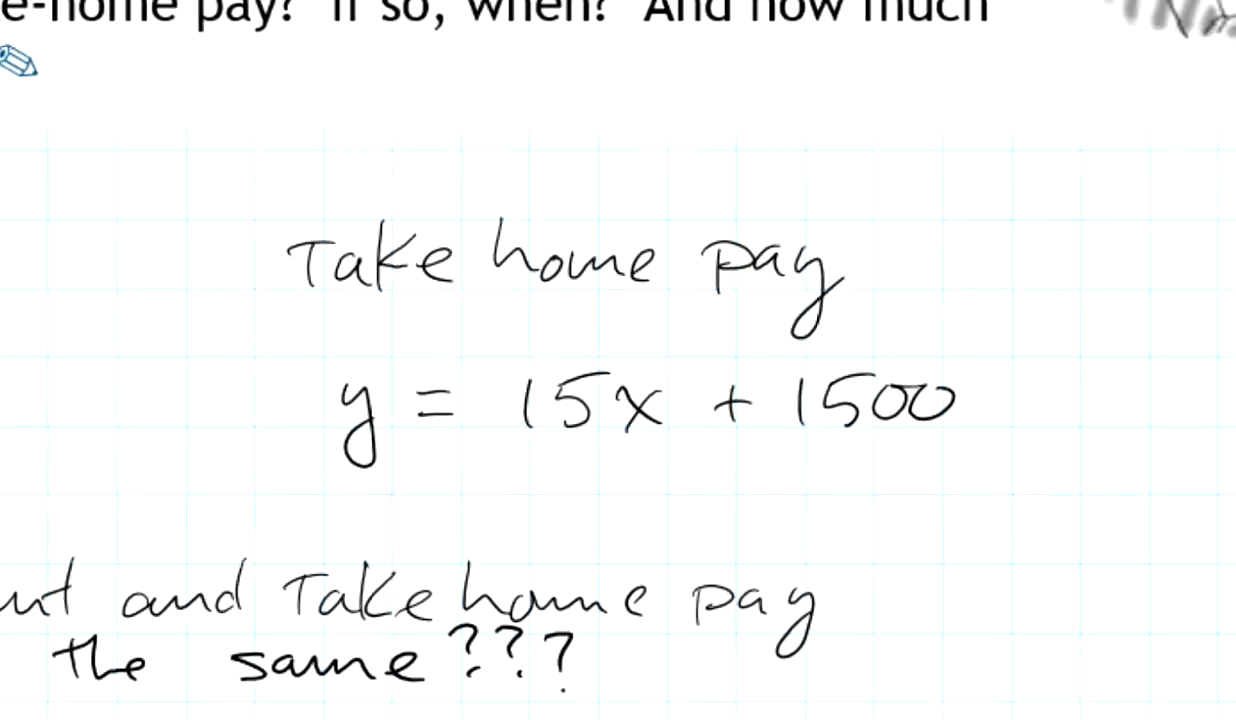 e-home pay? If so, when? And how much
Take home pay
y = 15x + 1500
and Take home pay
the same???